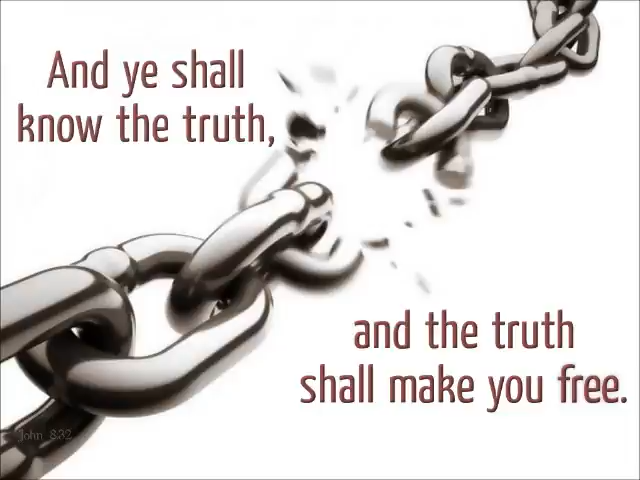 And ye shall
know the truth,
and the truth
shall make you free.
John 8:32